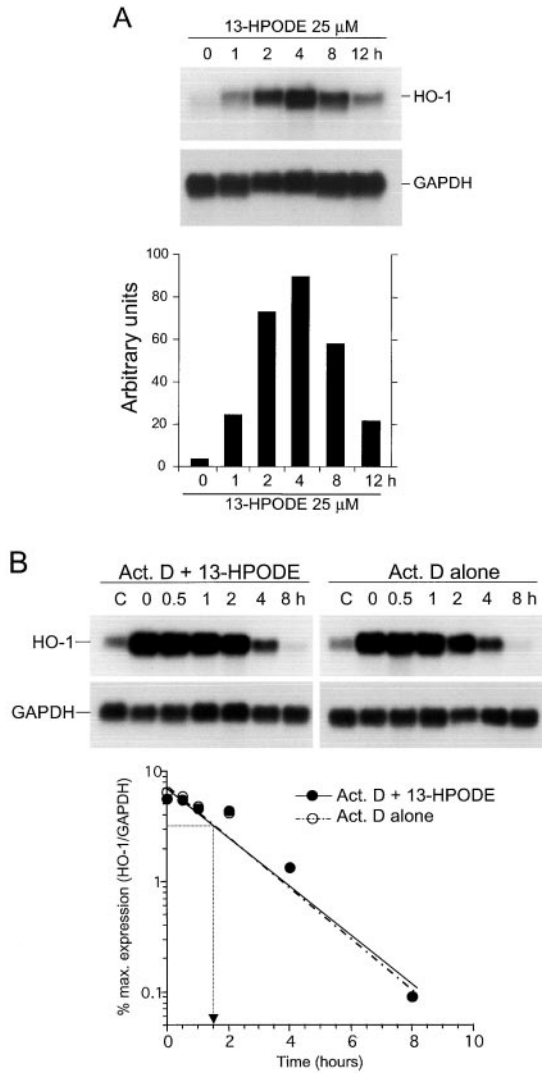 A
13-HPODE 25 μM
0 1 2 4 8 12 h
HO-1
GAPDH
100
80
60
40
20
0
Arbitrary units
0 1 2 4 8 12 h
13-HPODE 25 μM
B
Act. D + 13-HPODE Act. D alone
C 0 0.5 1 2 4 8 h C 0 0.5 1 2 4 8 h
HO-1
GAPDH
10
1
0.1
% max. expression (HO-1/GAPDH)
Act. D + 13-HPODE
Act. D alone
0 2 4 6 8 10
Time (hours)